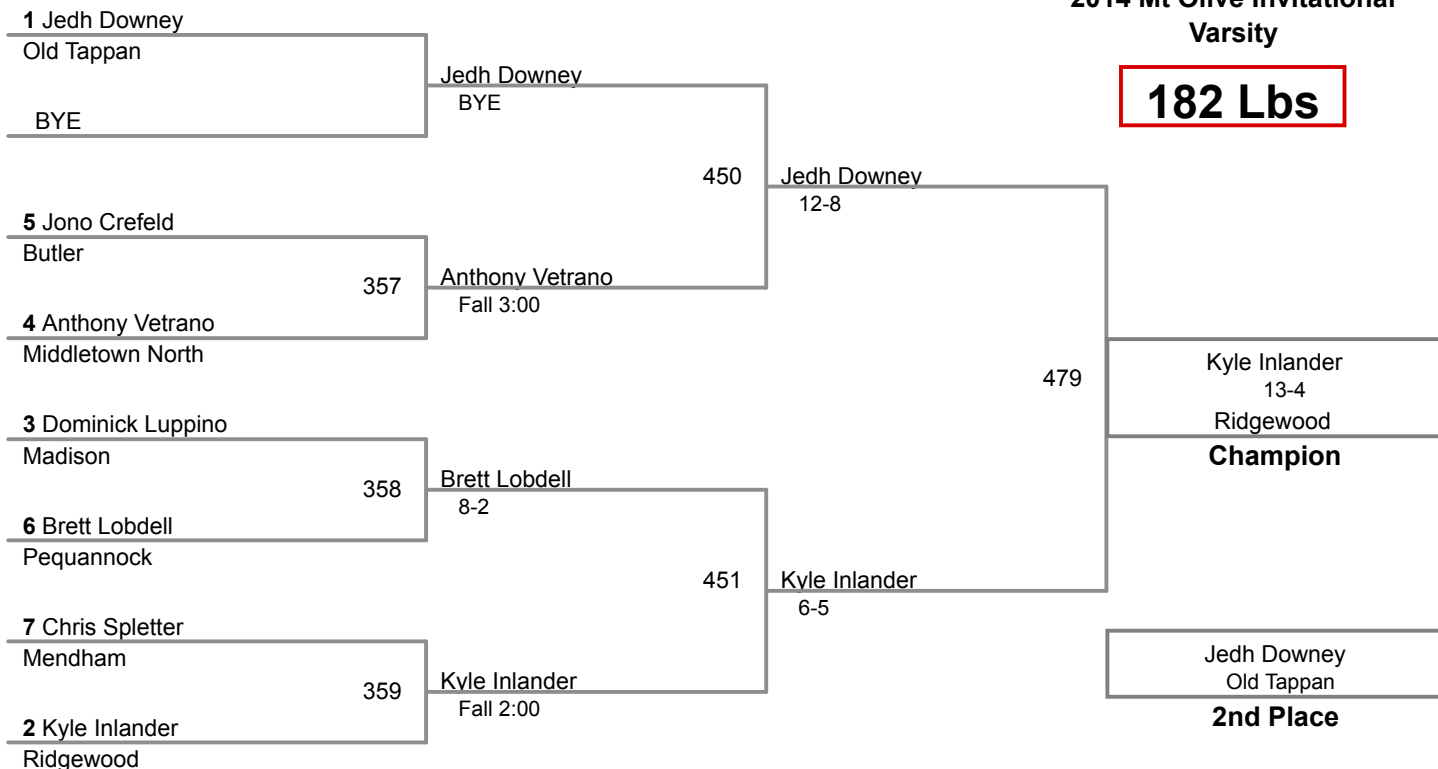 2014 Mt Olive Invitational
Varsity
182 Lbs
1 Jedh Downey
Old Tappan
BYE
5 Jono Crefeld
Butler
357
4 Anthony Vetrano
Middletown North
3 Dominick Luppino
Madison
358
6 Brett Lobdell
Pequannock
7 Chris Spletter
Mendham
359
2 Kyle Inlander
Ridgewood
Jedh Downey
BYE
450
Anthony Vetrano
Fall 3:00
Brett Lobdell
8-2
451
Kyle Inlander
Fall 2:00
Jedh Downey
12-8
479
Kyle Inlander
6-5
Kyle Inlander
13-4
Ridgewood
Champion
Jedh Downey
Old Tappan
2nd Place